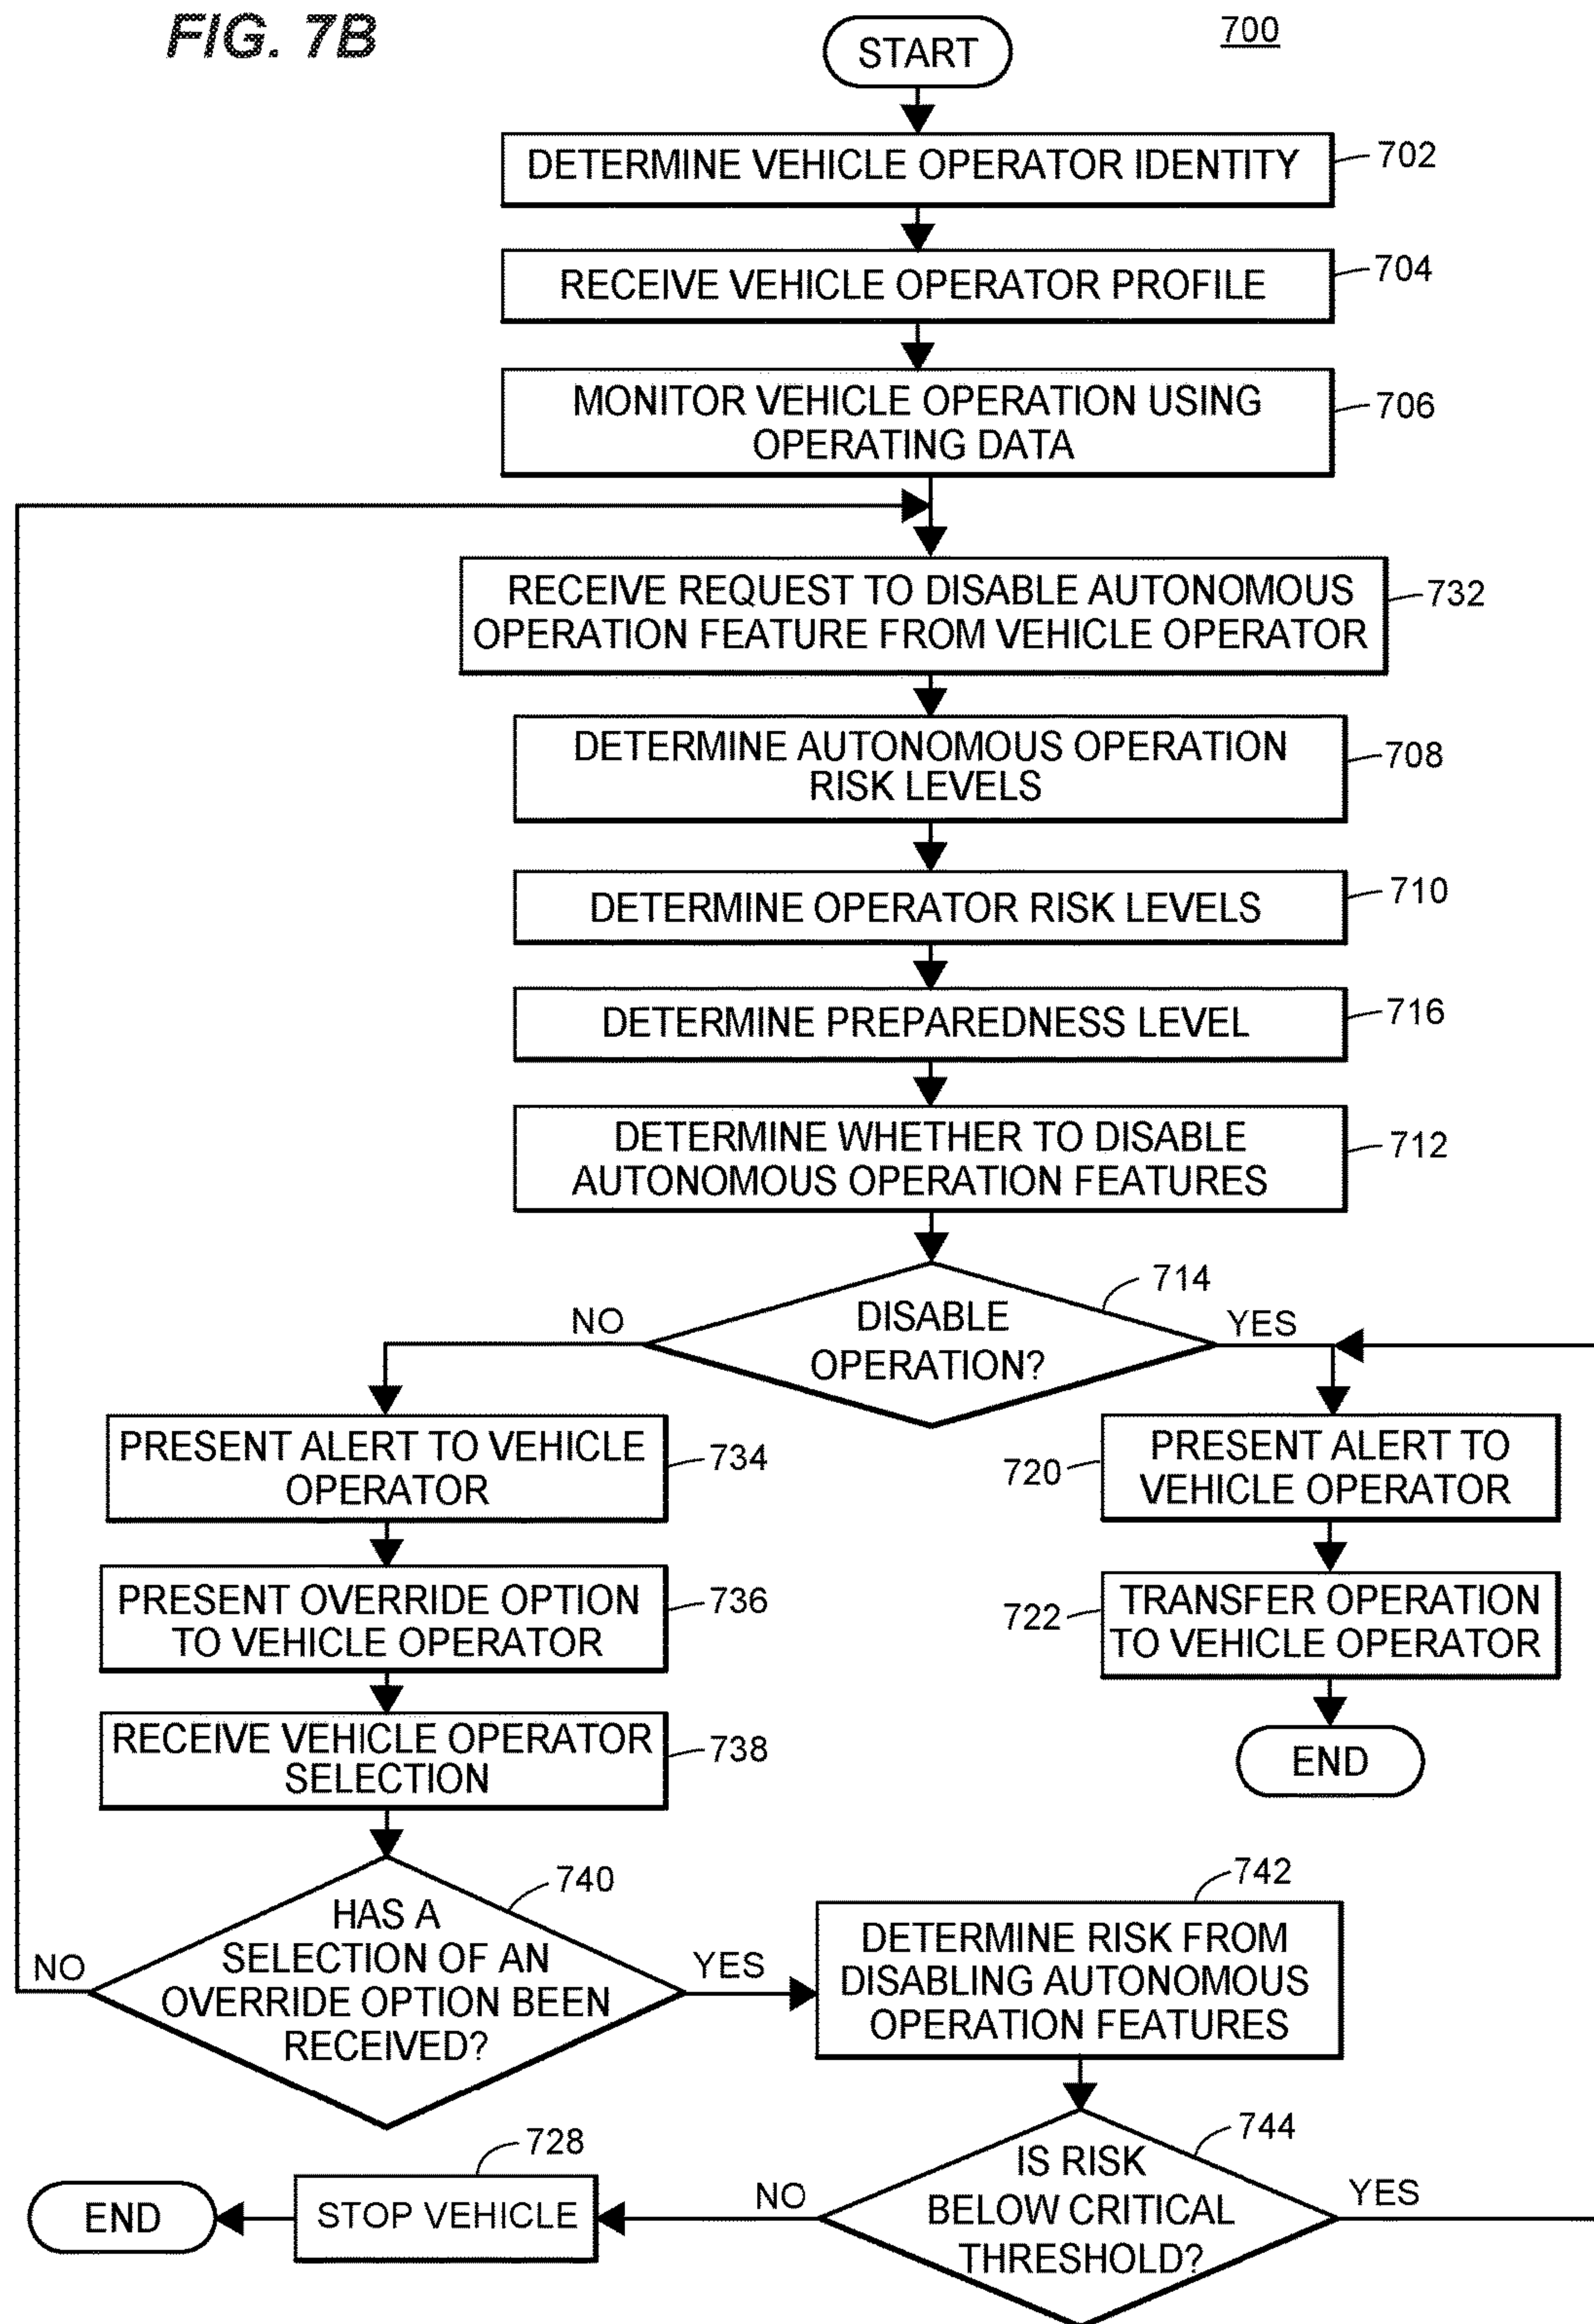 FIG. 7B
700
START
DETERMINE VEHICLE OPERATOR IDENTITY
702
RECEIVE VEHICLE OPERATOR PROFILE
704
MONITOR VEHICLE OPERATION USING
OPERATING DATA
706
RECEIVE REQUEST TO DISABLE AUTONOMOUS
OPERATION FEATURE FROM VEHICLE OPERATOR
732
DETERMINE AUTONOMOUS OPERATION
RISK LEVELS
708
DETERMINE OPERATOR RISK LEVELS
710
DETERMINE PREPAREDNESS LEVEL
716
DETERMINE WHETHER TO DISABLE
AUTONOMOUS OPERATION FEATURES
712
DISABLE
OPERATION?
714
NO
YES
PRESENT ALERT TO VEHICLE
OPERATOR
734
PRESENT ALERT TO
VEHICLE OPERATOR
720
PRESENT OVERRIDE OPTION
TO VEHICLE OPERATOR
736
TRANSFER OPERATION
TO VEHICLE OPERATOR
722
RECEIVE VEHICLE OPERATOR
SELECTION
738
END
HAS A
SELECTION OF AN
OVERRIDE OPTION BEEN
RECEIVED?
740
NO
YES
DETERMINE RISK FROM
DISABLING AUTONOMOUS
OPERATION FEATURES
742
IS RISK
BELOW CRITICAL
THRESHOLD?
744
NO
YES
STOP VEHICLE
728
END